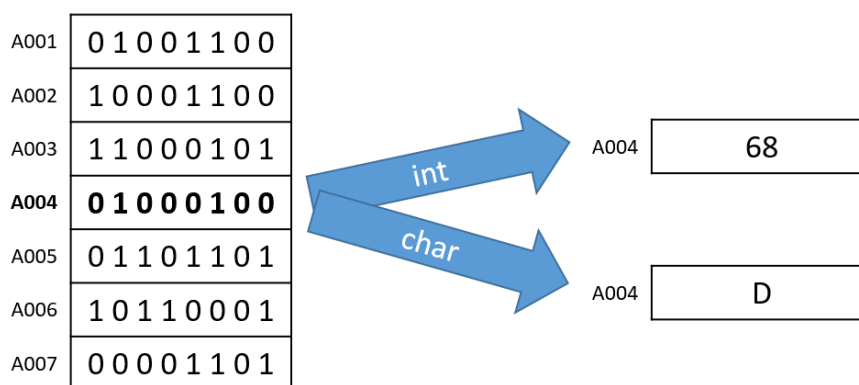 A001 0 1 0 0 1 1 0 0
A002 1 0 0 0 1 1 0 0
A003 1 1 0 0 0 1 0 1
A004 0 1 0 0 0 1 0 0
A005 0 1 1 0 1 1 0 1
A006 1 0 1 1 0 0 0 1
A007 0 0 0 0 1 1 0 1
int
char
A004 68
A004 D